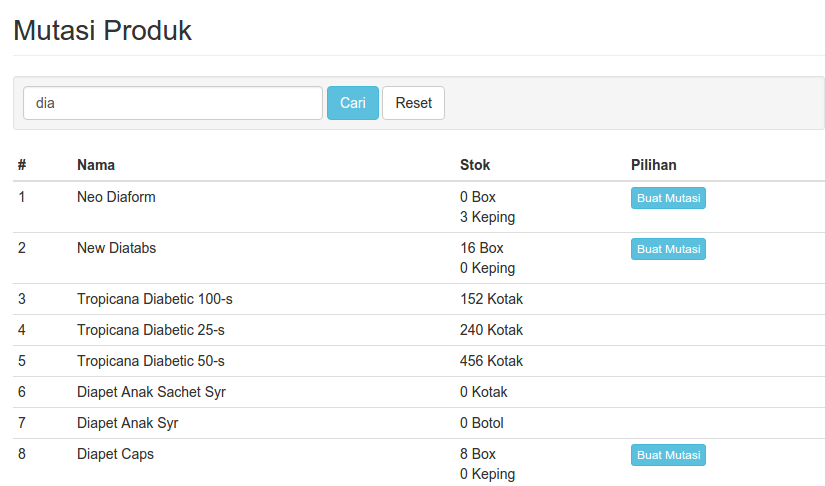 Mutasi Produk
dia Cari Reset
# Nama Stok Pilihan
1 Neo Diaform 0 Box Buat Mutasi
3 Keping
2 New Diatabs 16 Box Buat Mutasi
0 Keping
3 Tropicana Diabetic 100-s 152 Kotak
4 Tropicana Diabetic 25-s 240 Kotak
5 Tropicana Diabetic 50-s 456 Kotak
6 Diapet Anak Sachet Syr 0 Kotak
7 Diapet Anak Syr 0 Botol
8 Diapet Caps 8 Box Buat Mutasi
0 Keping